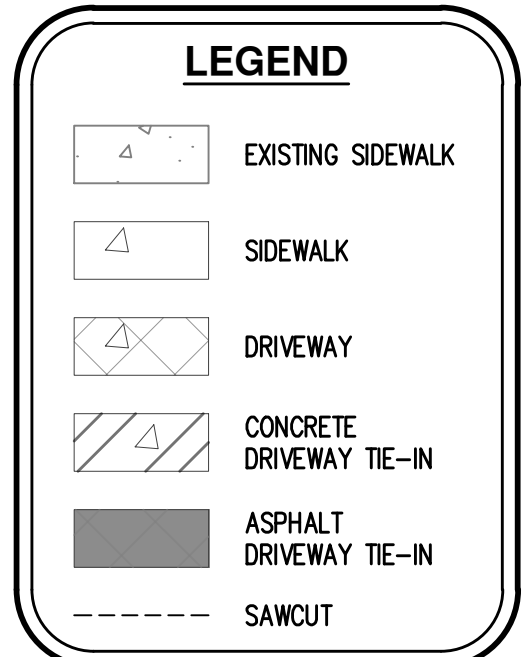 LEGEND
EXISTING SIDEWALK
SIDEWALK
DRIVEWAY
CONCRETE
DRIVEWAY TIE-IN
ASPHALT
DRIVEWAY TIE-IN
SAWCUT